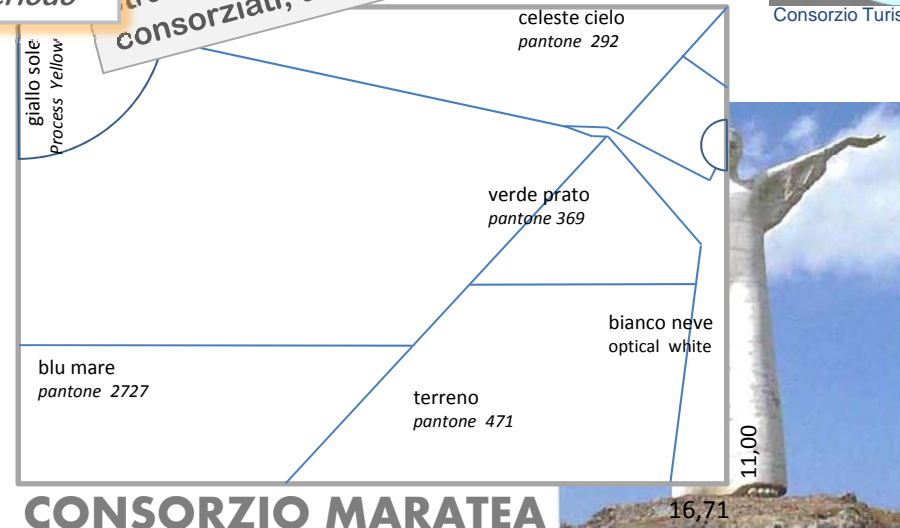 consorziati,
Consorzio Turis
celeste cielo
pantone 292
giallo sole
Process Yellow
verde prato
pantone 369
bianco neve
optical white
blu mare
pantone 2727
terreno
pantone 471
11,00
16,71
CONSORZIO MARATEA